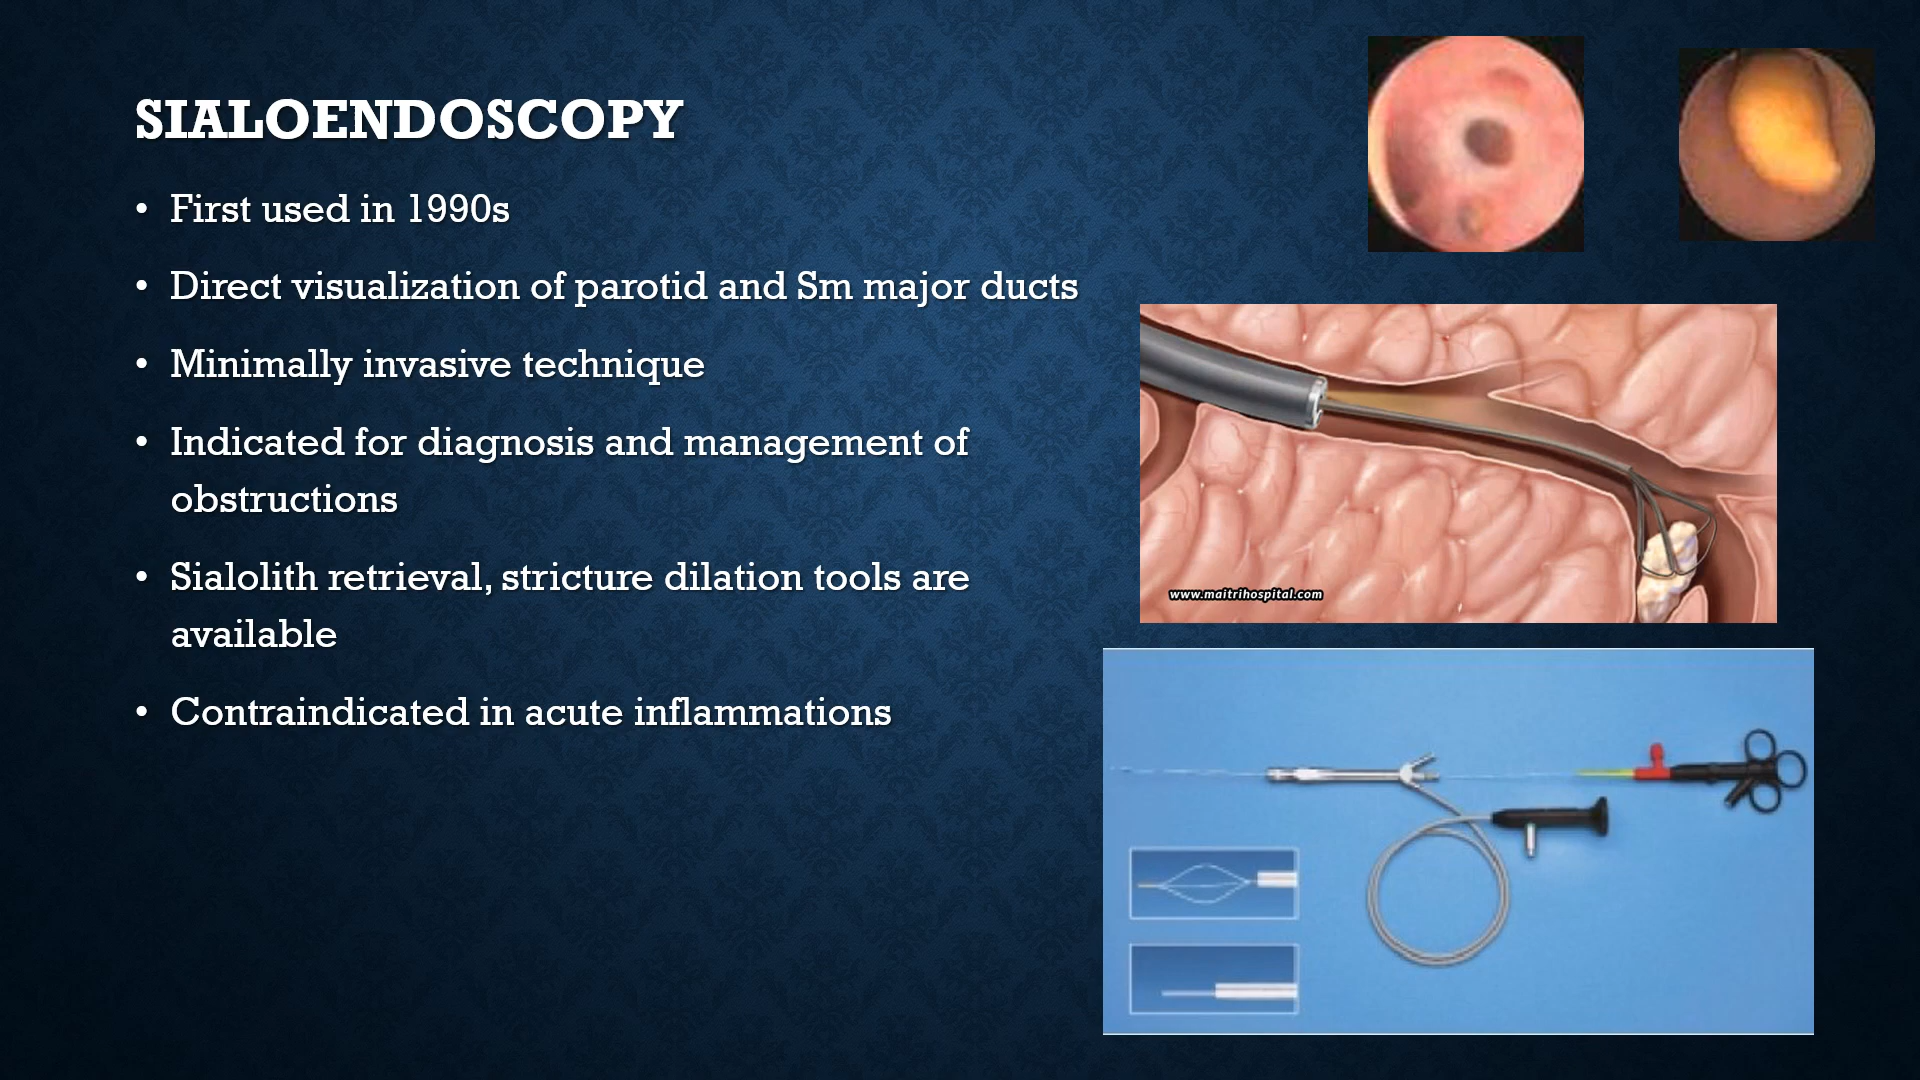 SIALOENDOSCOPY
• First used in 1990s
• Direct visualization of parotid and Sm major ducts
• Minimally invasive technique
• Indicated for diagnosis and management of
obstructions
• Sialolith retrieval, stricture dilation tools are
available
• Contraindicated in acute inflammations
www.maitrihospital.com